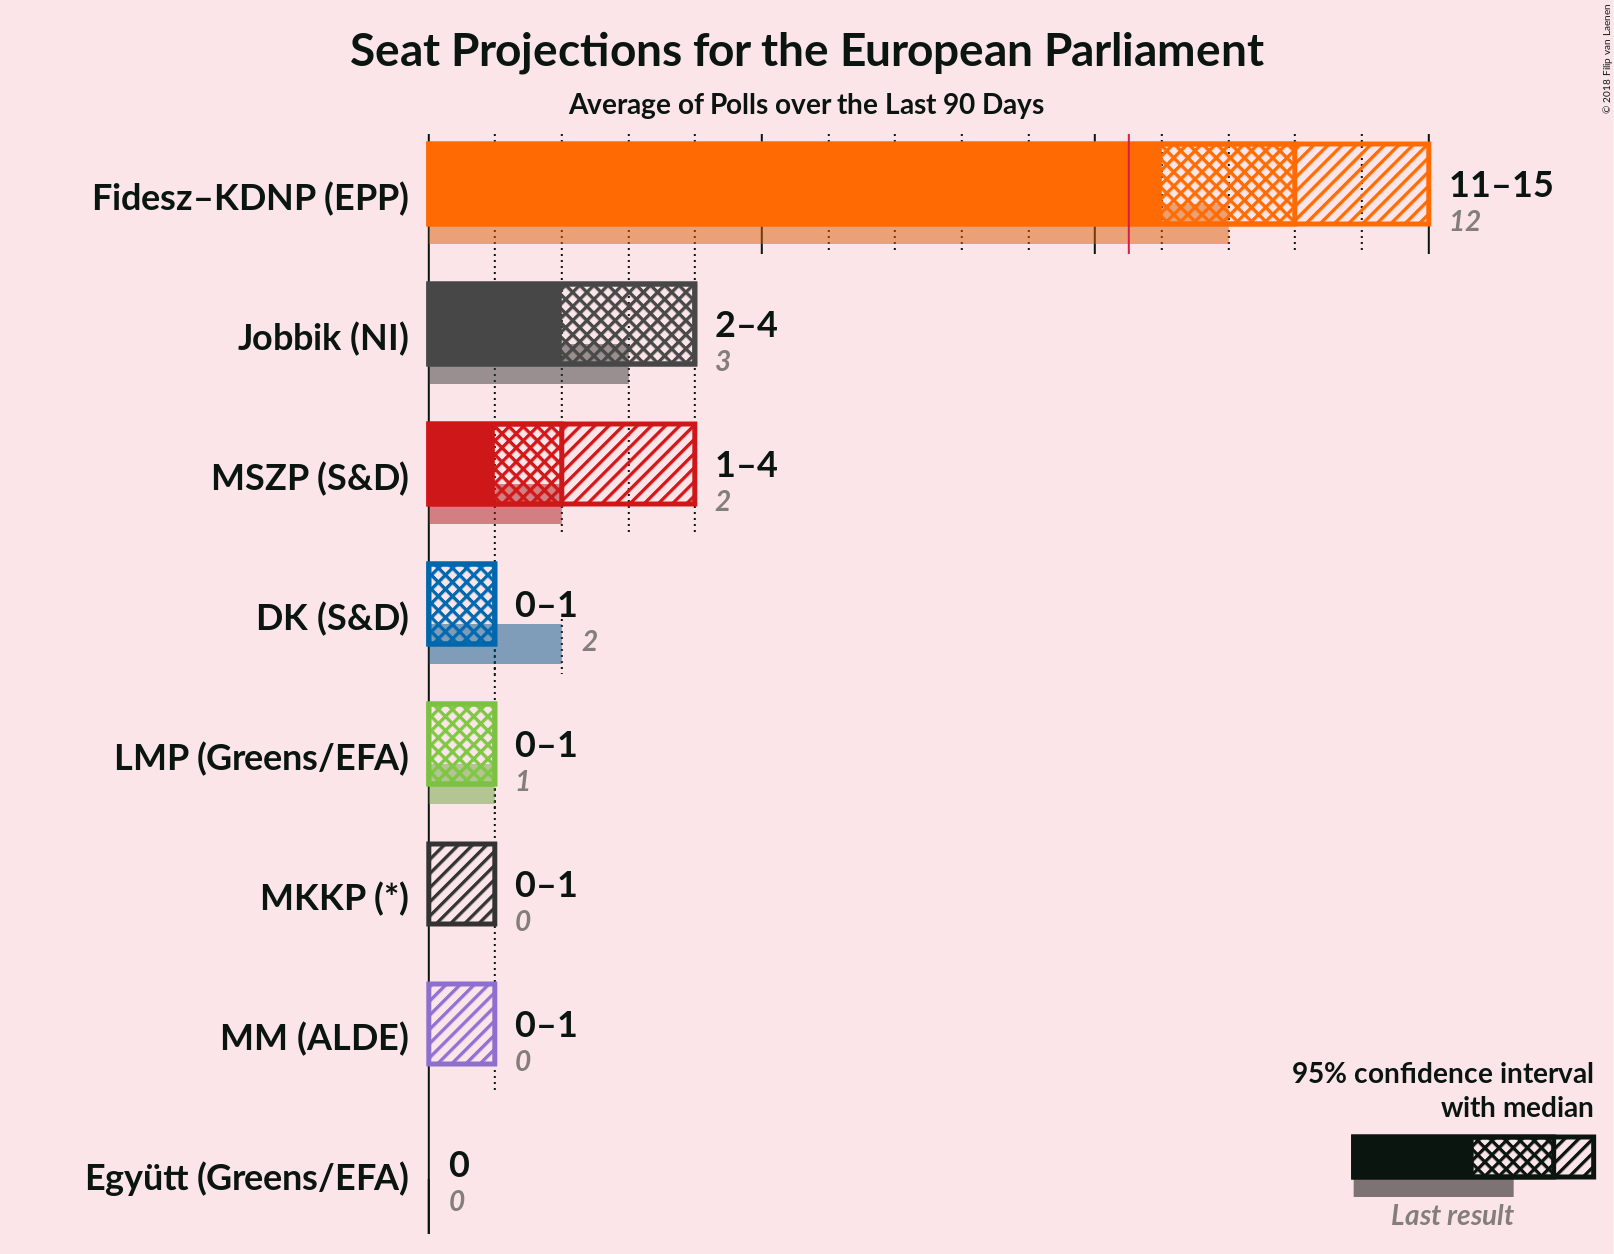 Seat Projections for the European Parliament
Average of Polls over the Last 90 Days
© 2018 Filip van Laenen
Fidesz–KDNP (EPP)
11–15
12
Jobbik (NI)
2–4
3
MSZP (S&D)
1–4
2
DK (S&D)
0–1
2
LMP (Greens/EFA)
0–1
1
MKKP (*)
0–1
0
MM (ALDE)
0–1
0
Együtt (Greens/EFA)
0
0
95% confidence interval
with median
Last result